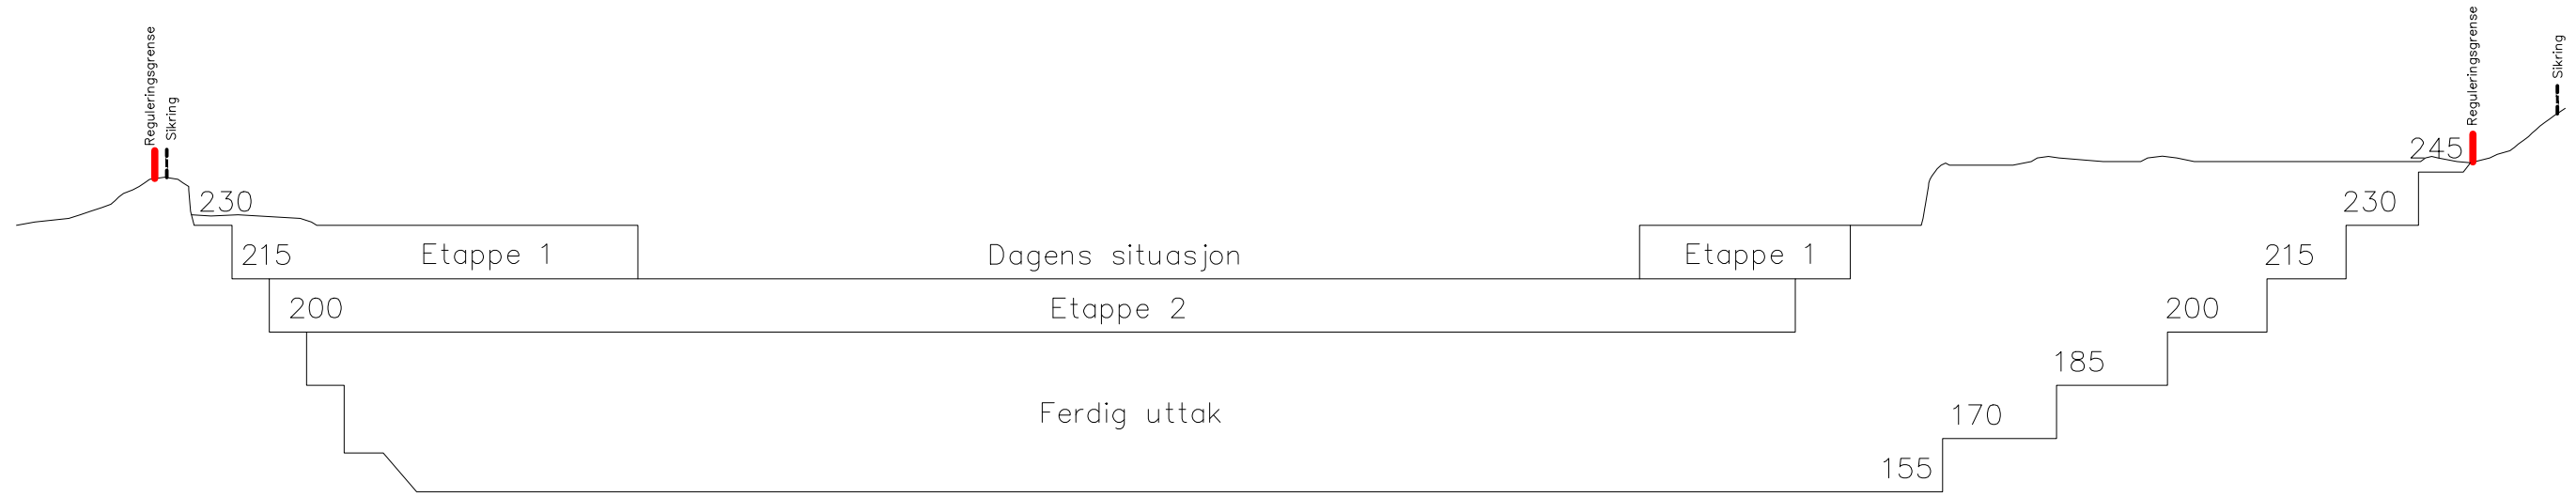 Reguleringsgrense
Sikring
Reguleringsgrense
Sikring
245
230
230
215
Etappe 1
Dagens situasjon
Etappe 1
215
200
Etappe 2
200
185
Ferdig uttak
170
155